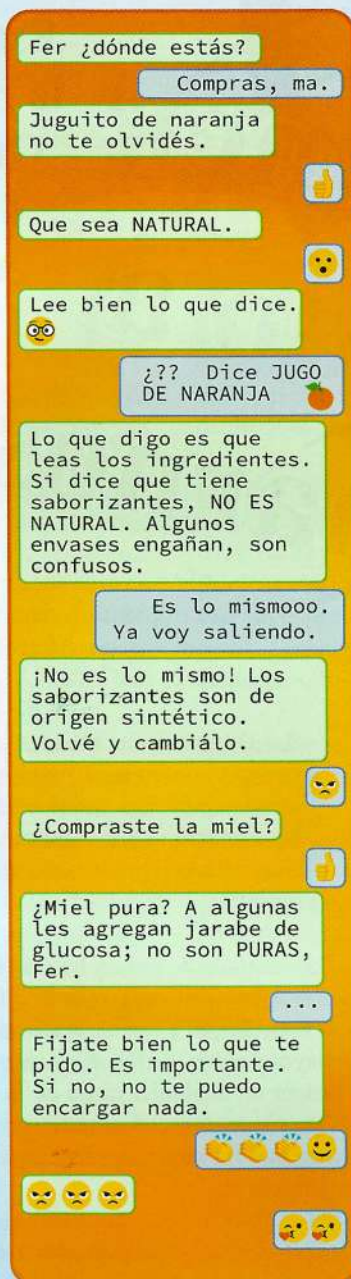 Fer ¿dónde estás?
Compras, ma.
Juguito de naranja
no te olvidés.
👍
Que sea NATURAL.
😮
Lee bien lo que dice.
🤓
¿?? Dice JUGO
DE NARANJA 🍊
Lo que digo es que
leas los ingredientes.
Si dice que tiene
saborizantes, NO ES
NATURAL. Algunos
envases engañan, son
confusos.
Es lo mismooo.
Ya voy saliendo.
¡No es lo mismo! Los
saborizantes son de
origen sintético.
Volvé y cambiálo.
😠
¿Compraste la miel?
👍
¿Miel pura? A algunas
les agregan jarabe de
glucosa; no son PURAS,
Fer.
...
Fijate bien lo que te
pido. Es importante.
Si no, no te puedo
encargar nada.
👏👏👏🙂
😠😠😠
😘😘